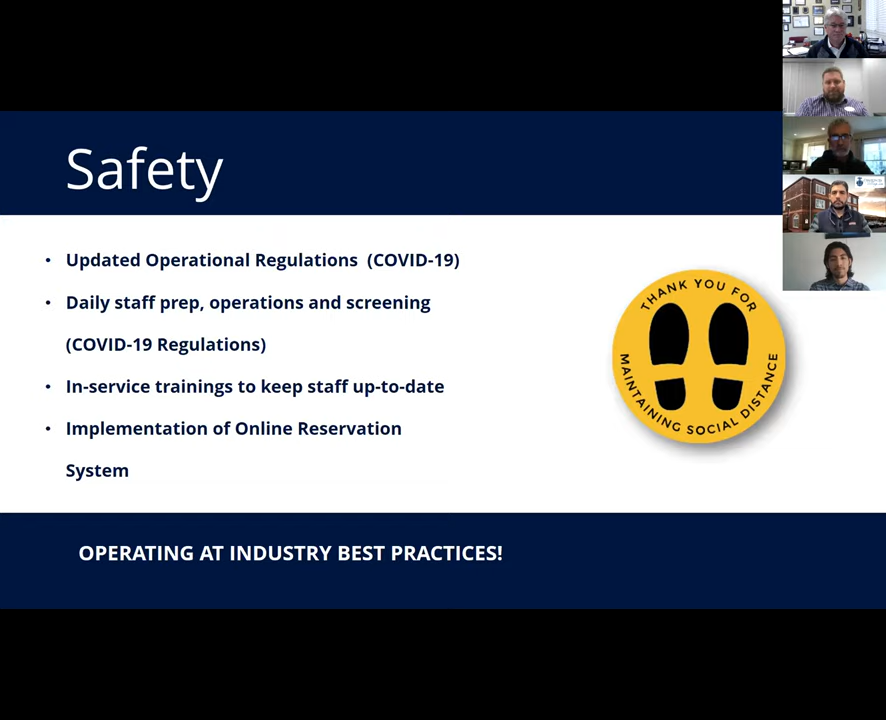 Safety
• Updated Operational Regulations (COVID-19)
• Daily staff prep, operations and screening
(COVID-19 Regulations)
• In-service trainings to keep staff up-to-date
• Implementation of Online Reservation
System
THANK YOU FOR
MAINTAINING SOCIAL DISTANCE
OPERATING AT INDUSTRY BEST PRACTICES!